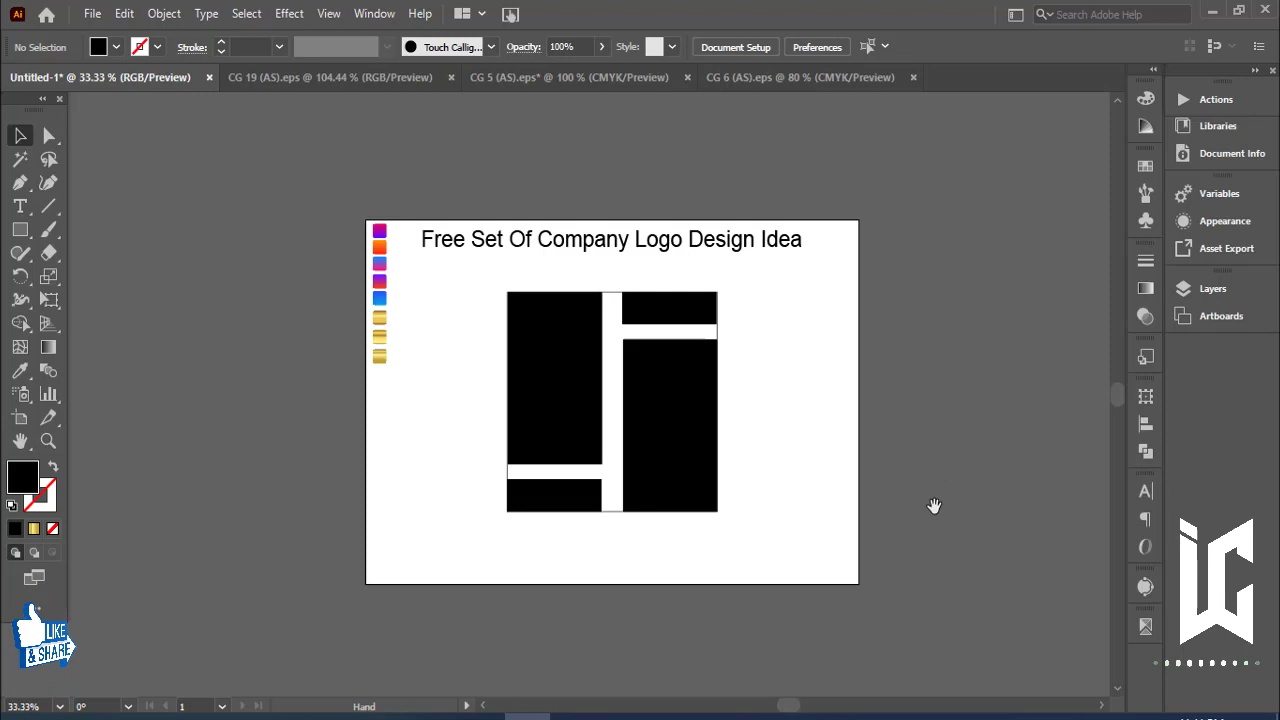 Ai File Edit Object Type Select Effect View Window Help Search Adobe Help
No Selection Stroke: Touch Callig... Opacity: 100% Style: Document Setup Preferences
Untitled-1* @ 33.33 % (RGB/Preview) CG 19 (AS).eps @ 104.44 % (RGB/Preview) CG 5 (AS).eps* @ 100 % (CMYK/Preview) CG 6 (AS).eps @ 80 % (CMYK/Preview)
Actions
Libraries
Document Info
Variables
Appearance
Asset Export
Layers
Artboards
Free Set Of Company Logo Design Idea
LIKE
& SHARE
iC
33.33% 0° 1 Hand